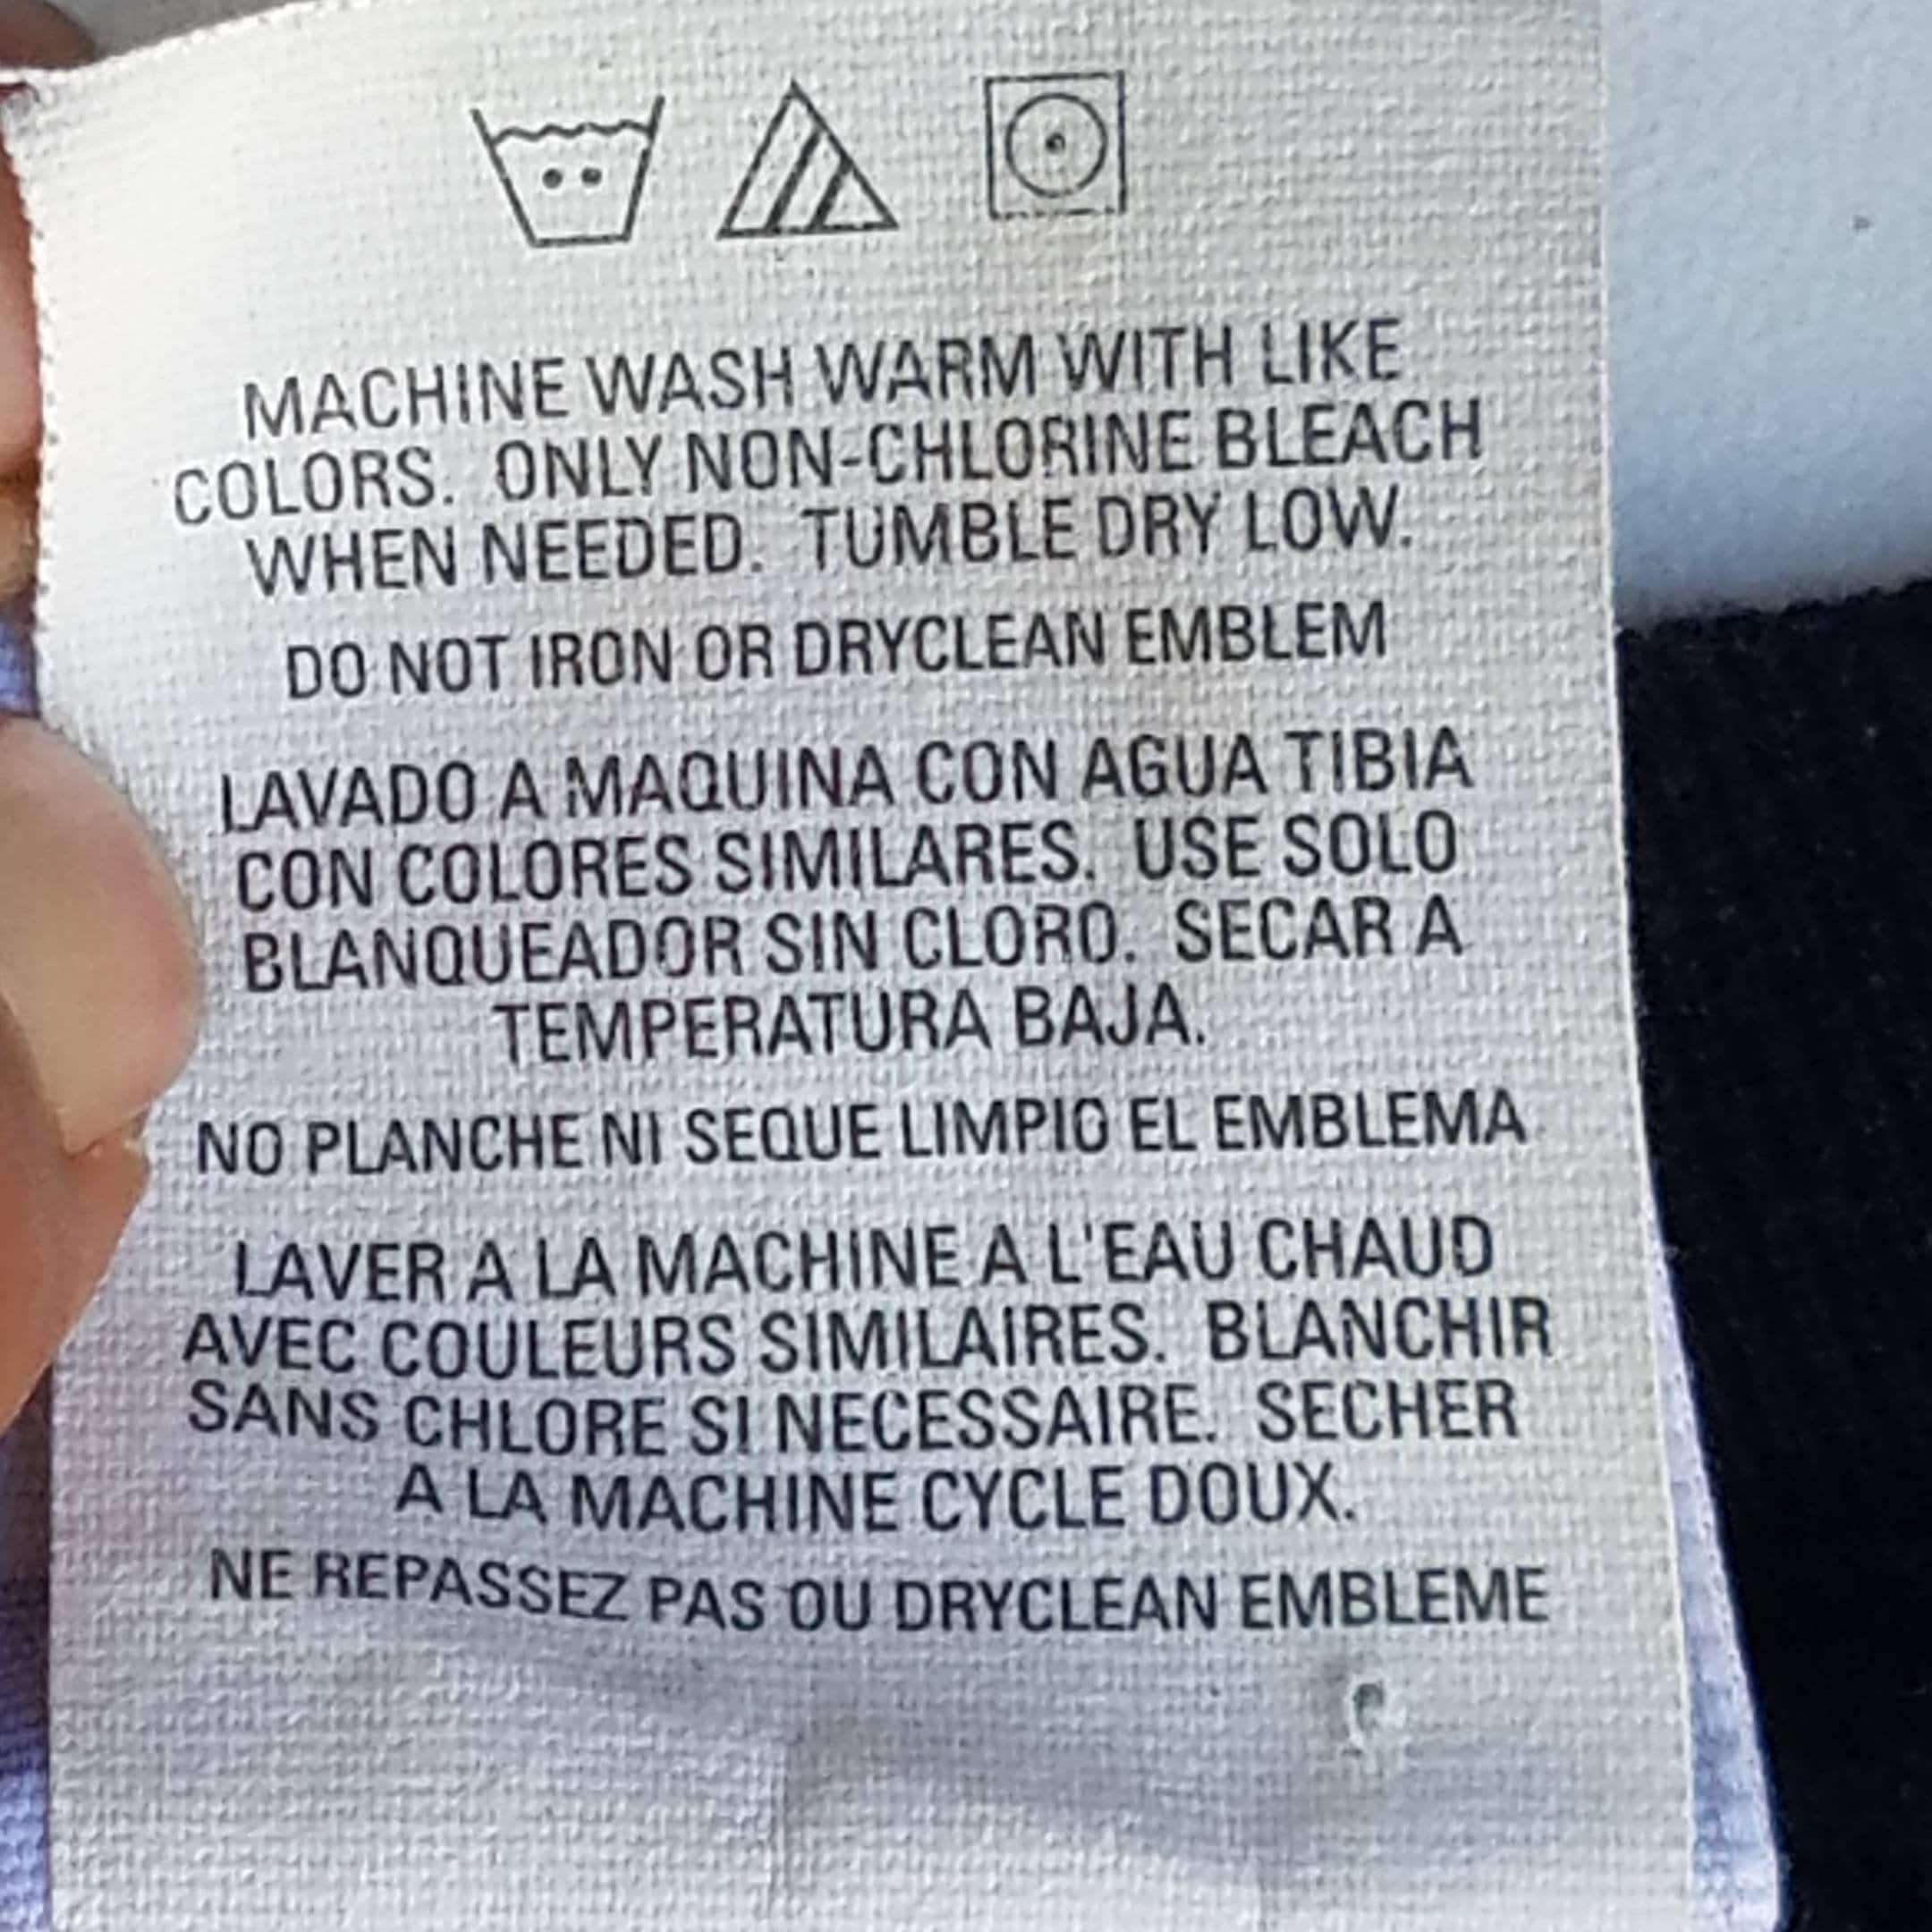 MACHINE WASH WARM WITH LIKE
COLORS. ONLY NON-CHLORINE BLEACH
WHEN NEEDED. TUMBLE DRY LOW.
DO NOT IRON OR DRYCLEAN EMBLEM
LAVADO A MAQUINA CON AGUA TIBIA
CON COLORES SIMILARES. USE SOLO
BLANQUEADOR SIN CLORO. SECAR A
TEMPERATURA BAJA.
NO PLANCHE NI SEQUE LIMPIO EL EMBLEMA
LAVER A LA MACHINE A L'EAU CHAUD
AVEC COULEURS SIMILAIRES. BLANCHIR
SANS CHLORE SI NECESSAIRE. SECHER
A LA MACHINE CYCLE DOUX.
NE REPASSEZ PAS OU DRYCLEAN EMBLEME